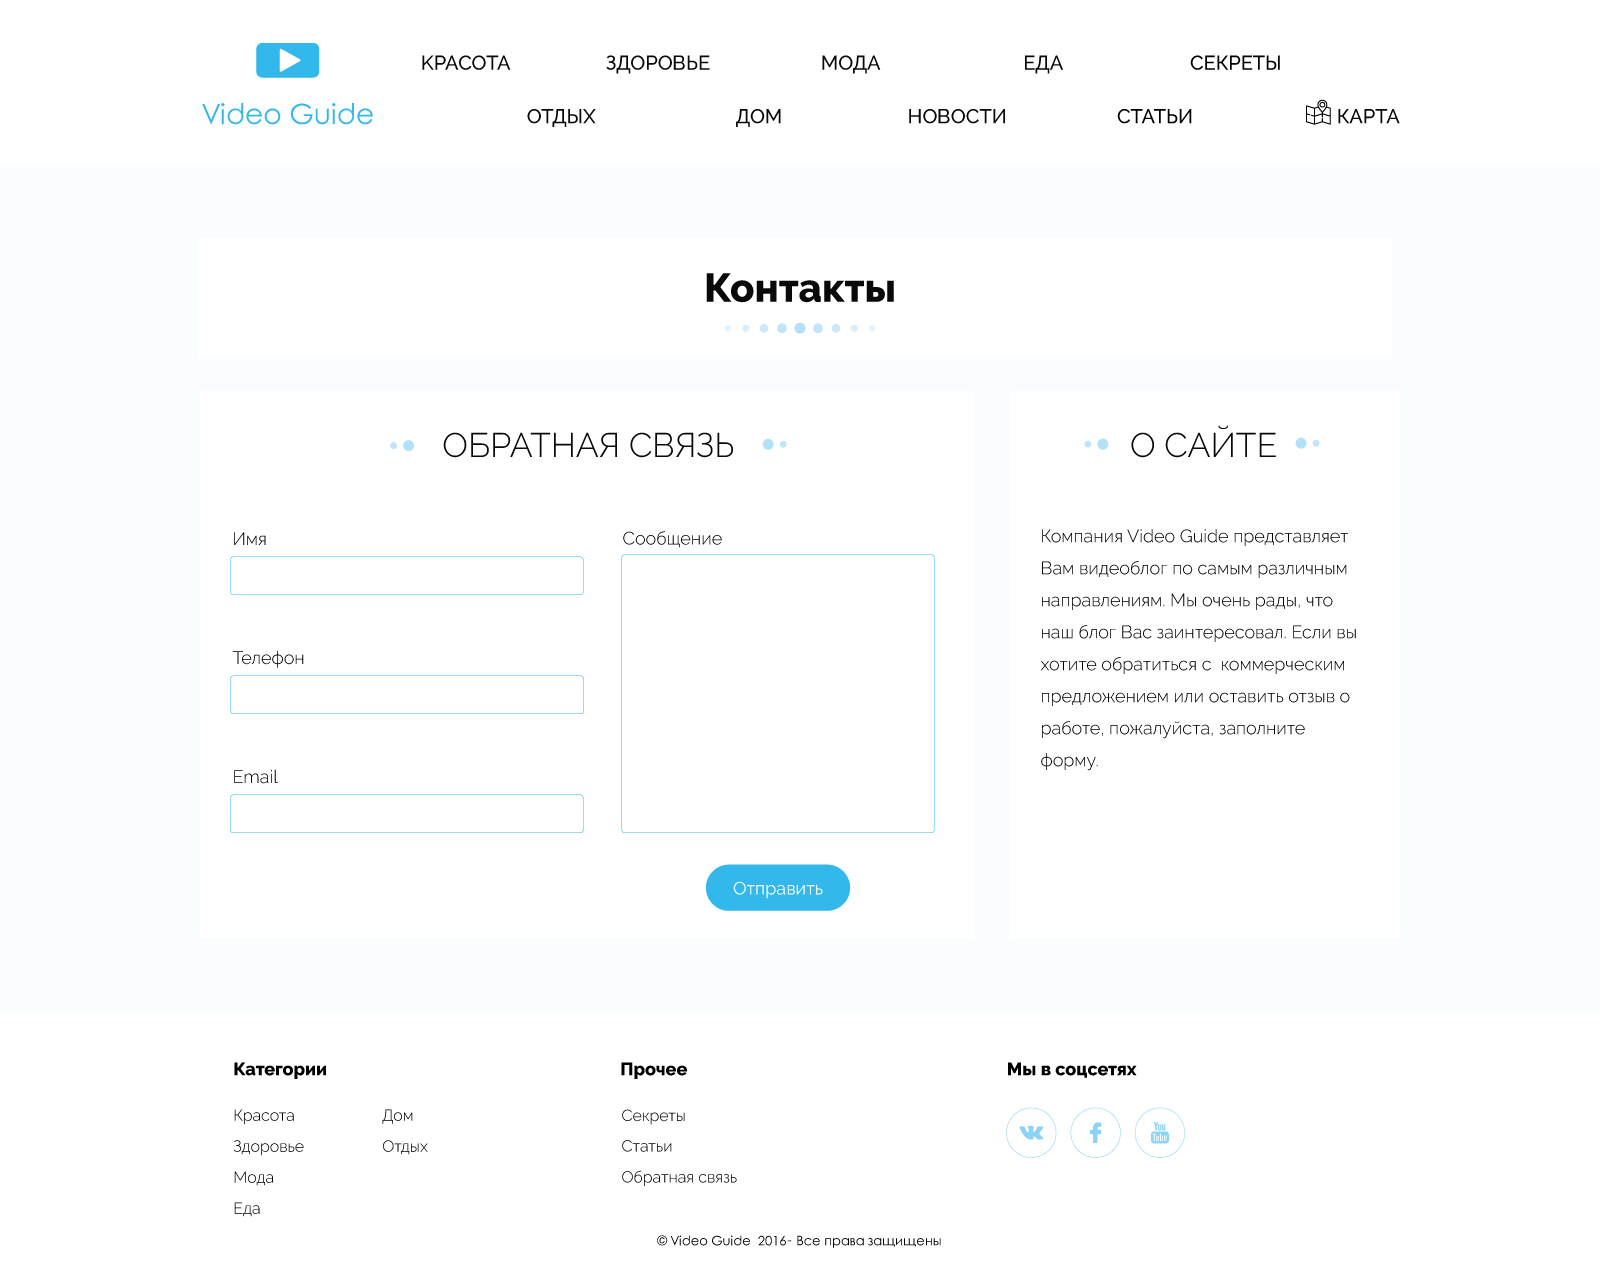 КРАСОТА ЗДОРОВЬЕ МОДА ЕДА СЕКРЕТЫ
Video Guide
ОТДЫХ ДОМ НОВОСТИ СТАТЬИ КАРТА
Контакты
ОБРАТНАЯ СВЯЗЬ
Имя
Телефон
Email
Сообщение
Отправить
О САЙТЕ
Компания Video Guide представляет
Вам видеоблог по самым различным
направлениям. Мы очень рады, что
наш блог Вас заинтересовал. Если вы
хотите обратиться с  коммерческим
предложением или оставить отзыв о
работе, пожалуйста, заполните
форму.
Категории
Красота Дом
Здоровье Отдых
Мода
Еда
Прочее
Секреты
Статьи
Обратная связь
Мы в соцсетях
You
Tube
© Video Guide  2016- Все права защищены